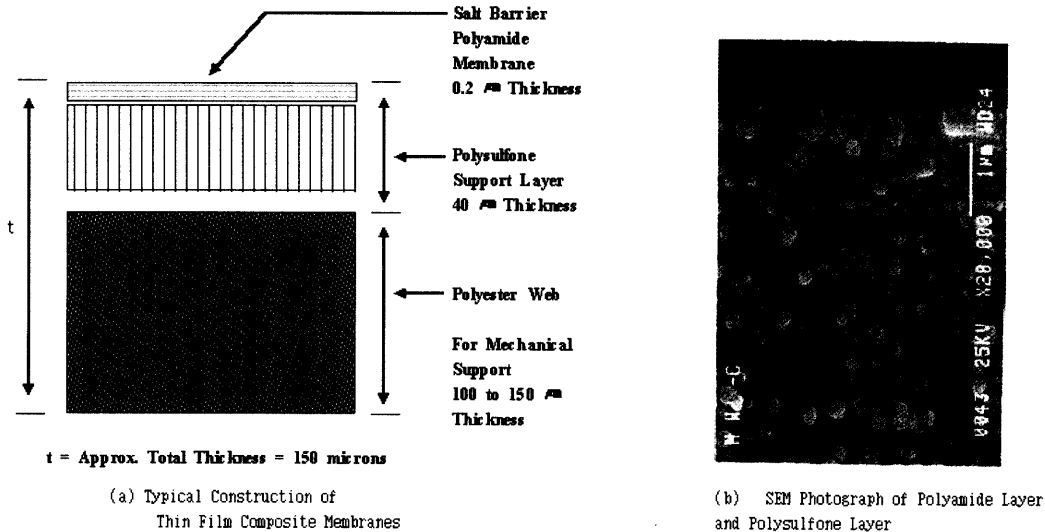 Salt Barrier
Polyamide
Membrane
0.2 μm Thickness
Polysulfone
Support Layer
40 μm Thickness
t
Polyester Web
For Mechanical
Support
100 to 150 μm
Thickness
t = Approx. Total Thickness = 150 microns
(a) Typical Construction of
Thin Film Composite Membranes
0043 25KV X28,000 1μm WD24
(b) SEM Photograph of Polyamide Layer
and Polysulfone Layer